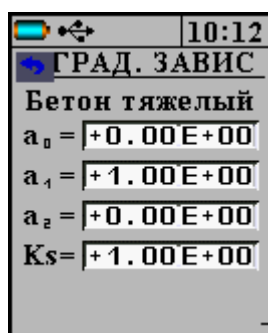 10:12
ГРАД. ЗАВИС
Бетон тяжелый
a₀ = +0.00E+00
a₁ = +1.00E+00
a₂ = +0.00E+00
Ks= +1.00E+00